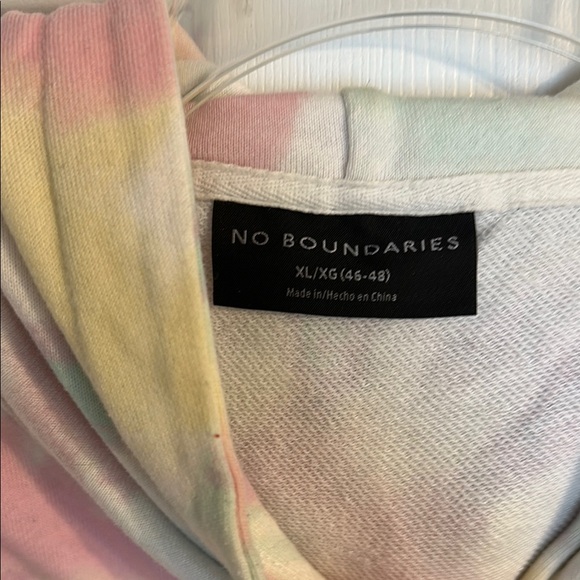 NO BOUNDARIES
XL/XG (46-48)
Made in/Hecho en China